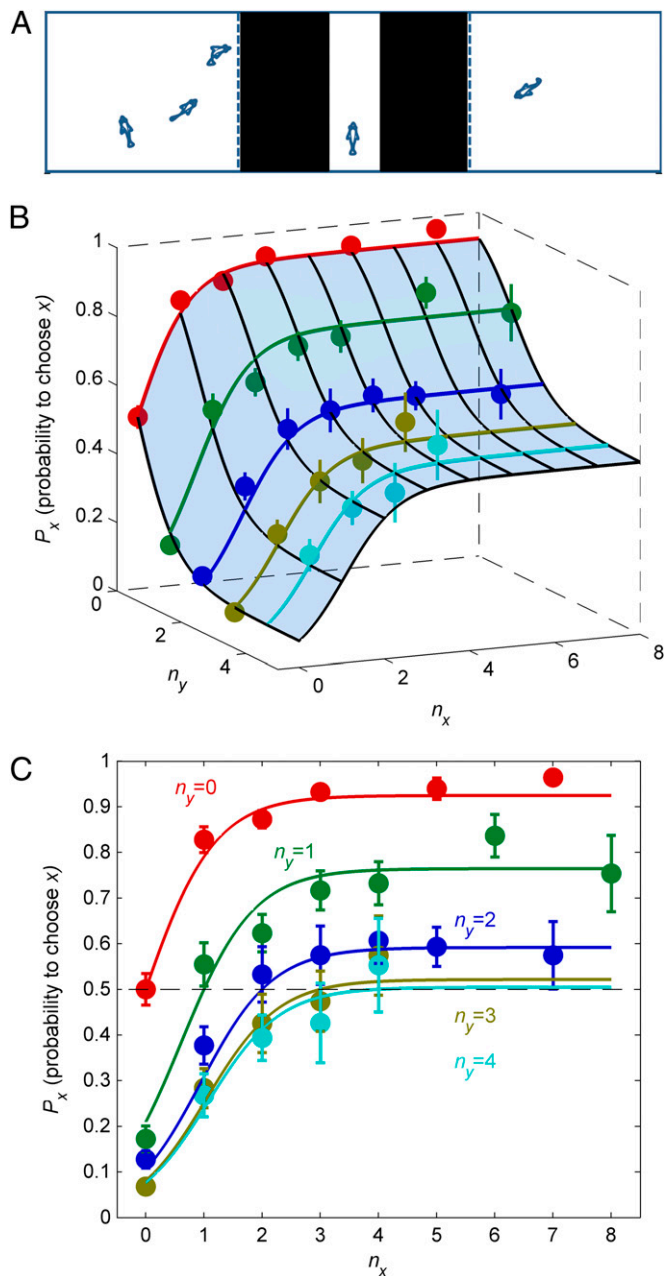 A
B
1
0.8
0.6
0.4
0.2
0
P_x (probability to choose x)
0
2
4
n_y
0
2
4
6
8
n_x
C
1
0.9
0.8
0.7
0.6
0.5
0.4
0.3
0.2
0.1
0
P_x (probability to choose x)
n_y=0
n_y=1
n_y=2
n_y=3
n_y=4
0 1 2 3 4 5 6 7 8
n_x